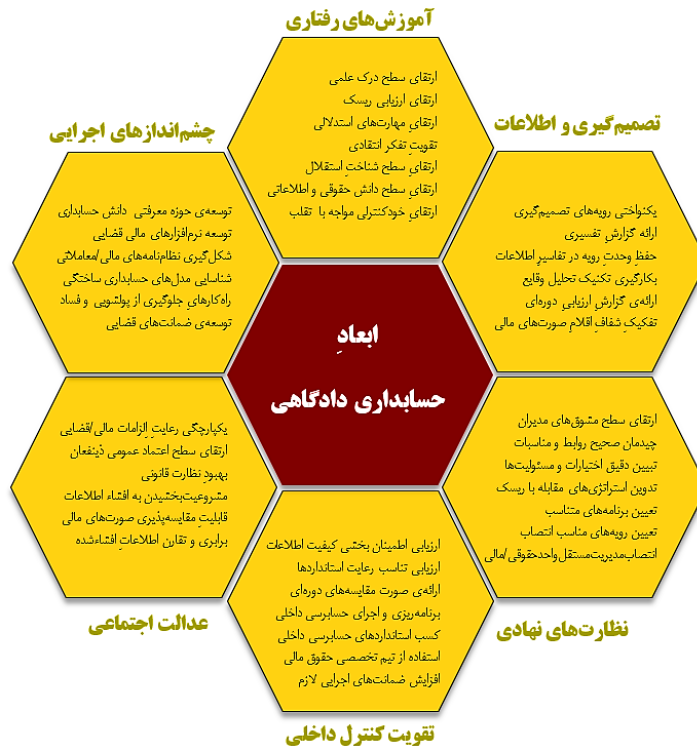 آموزش‌های رفتاری
ارتقای سطح درک علمی
ارتقای ارزیابی ریسک
ارتقای مهارت‌های استدلالی
تقویت تفکر انتقادی
ارتقای سطح شناخت استقلال
ارتقای سطح دانش حقوقی و اطلاعاتی
ارتقای خودکنترلی مواجه با تقلب
تصمیم‌گیری و اطلاعات
یکنواختی رویه‌های تصمیم‌گیری
ارائه گزارش تفسیری
حفظ وحدت رویه در تفاسیر اطلاعات
بکارگیری تکنیک تحلیل وقایع
ارائه‌ی گزارش ارزیابی دوره‌ای
تفکیک شفاف اقلام صورت‌های مالی
چشم‌اندازهای اجرایی
توسعه‌ی حوزه معرفتی دانش حسابداری
توسعه نرم‌افزارهای مالی قضایی
شکل‌گیری نظام‌نامه‌های مالی/معاملاتی
شناسایی مدل‌های حسابداری ساختگی
راه‌کارهای جلوگیری از پولشویی و فساد
توسعه‌ی ضمانت‌های قضایی
ابعادِ
حسابداری دادگاهی
ارتقای سطح مشوق‌های مدیران
چیدمان صحیح روابط و مناسبات
تبیین دقیق اختیارات و مسئولیت‌ها
تدوین استراتژی‌های مقابله با ریسک
تعیین برنامه‌های متناسب
تعیین رویه‌های مناسب انتصاب
انتصاب‌مدیریت‌مستقل‌واحدحقوقی/مالی
نظارت‌های نهادی
یکپارچگی رعایت الزامات مالی/قضایی
ارتقای سطح اعتماد عمومی ذینفعان
بهبود نظارت قانونی
مشروعیت‌بخشیدن به افشاء اطلاعات
قابلیت مقایسه‌پذیری صورت‌های مالی
برابری و تقارن اطلاعات افشاءشده
عدالت اجتماعی
ارزیابی اطمینان بخشی کیفیت اطلاعات
ارزیابی تناسب رعایت استانداردها
ارائه‌ی صورت مقایسه‌های دوره‌ای
برنامه‌ریزی و اجرای حسابرسی داخلی
کسب استانداردهای حسابرسی داخلی
استفاده از تیم تخصصی حقوق مالی
افزایش ضمانت‌های اجرایی لازم
تقویت کنترل داخلی